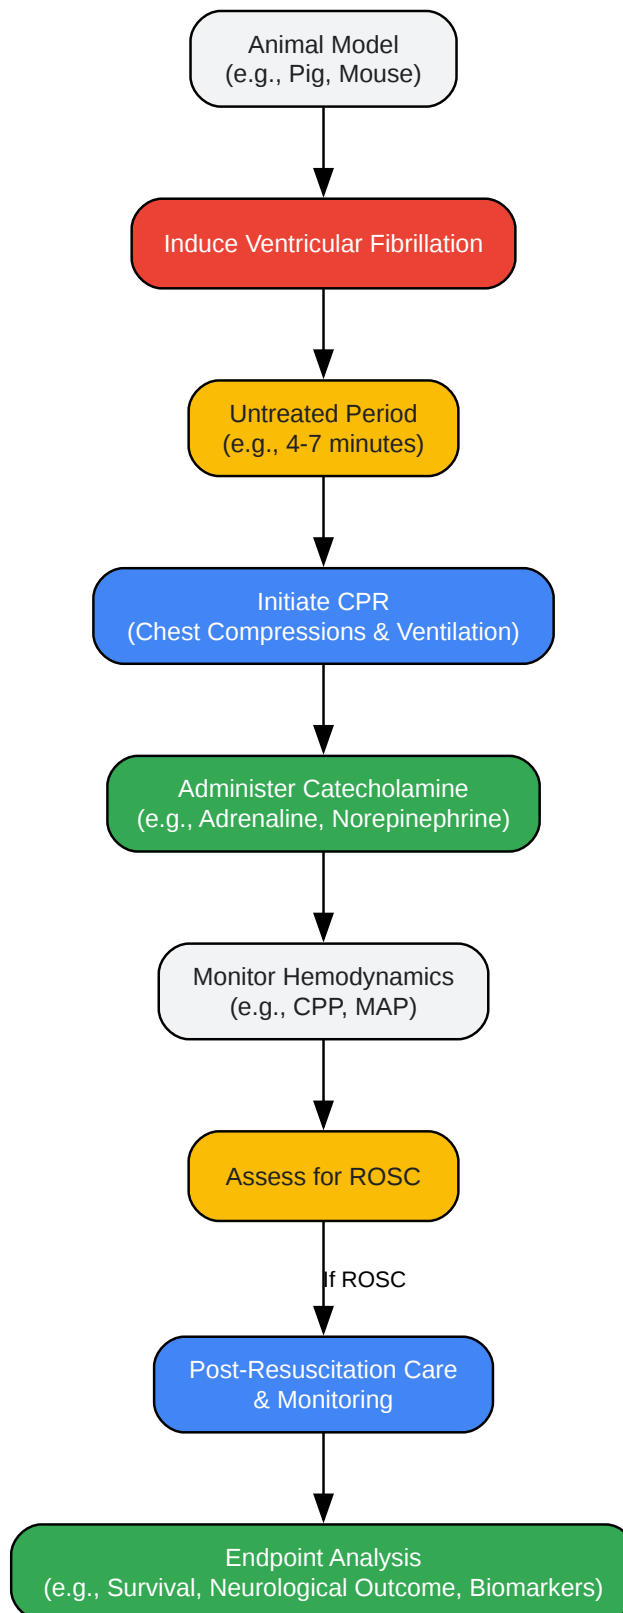 Animal Model
(e.g., Pig, Mouse)
Induce Ventricular Fibrillation
Untreated Period
(e.g., 4-7 minutes)
Initiate CPR
(Chest Compressions & Ventilation)
Administer Catecholamine
(e.g., Adrenaline, Norepinephrine)
Monitor Hemodynamics
(e.g., CPP, MAP)
Assess for ROSC
If ROSC
Post-Resuscitation Care
& Monitoring
Endpoint Analysis
(e.g., Survival, Neurological Outcome, Biomarkers)